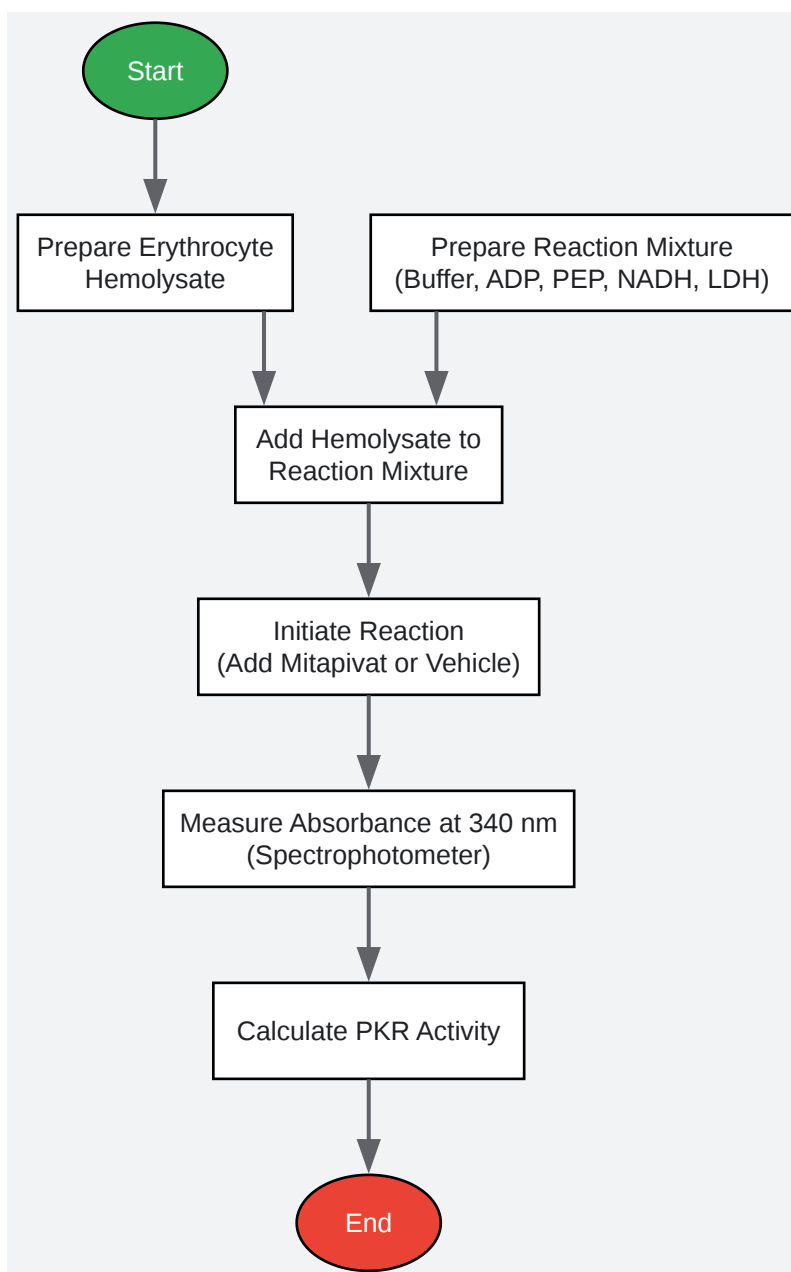 Start
Prepare Erythrocyte
Hemolysate
Prepare Reaction Mixture
(Buffer, ADP, PEP, NADH, LDH)
Add Hemolysate to
Reaction Mixture
Initiate Reaction
(Add Mitapivat or Vehicle)
Measure Absorbance at 340 nm
(Spectrophotometer)
Calculate PKR Activity
End